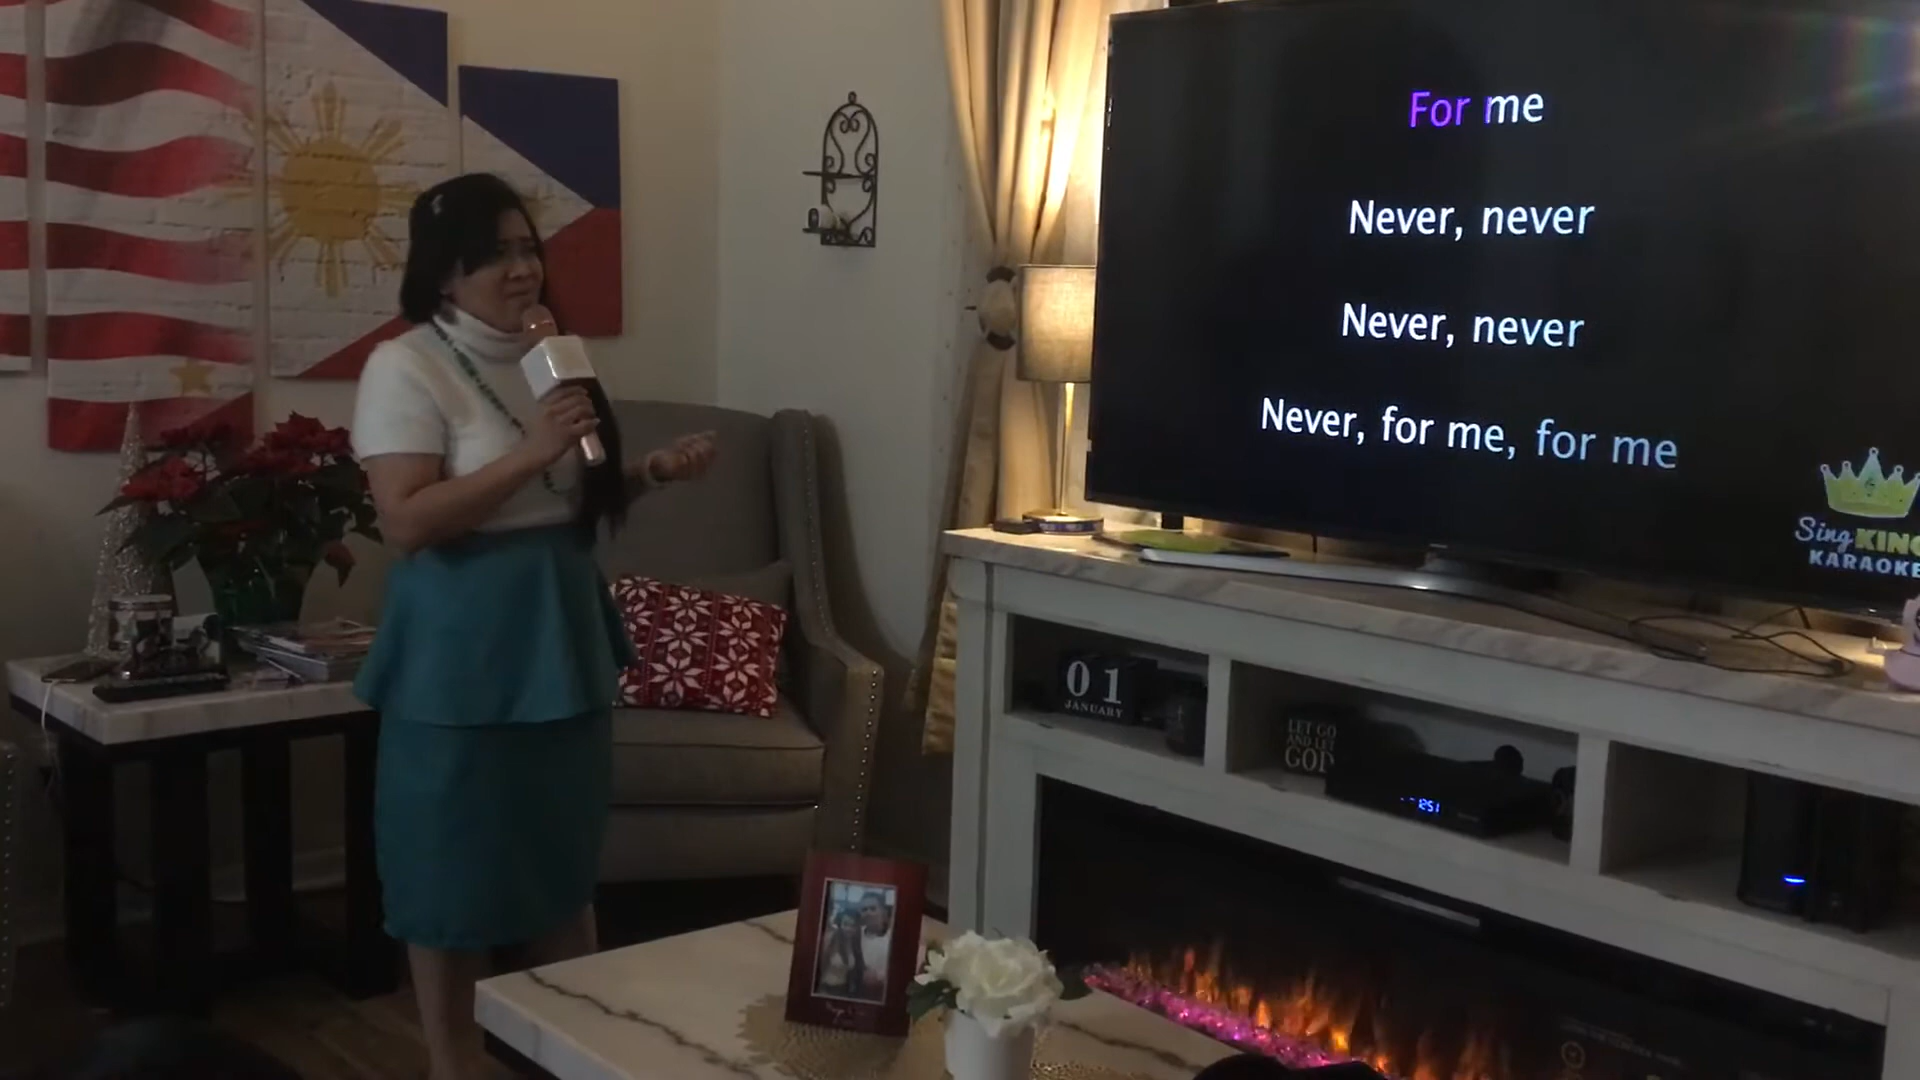 For me
Never, never
Never, never
Never, for me, for me
Sing KING
KARAOKE
01
JANUARY
LET GO
AND LET
GOD
1251